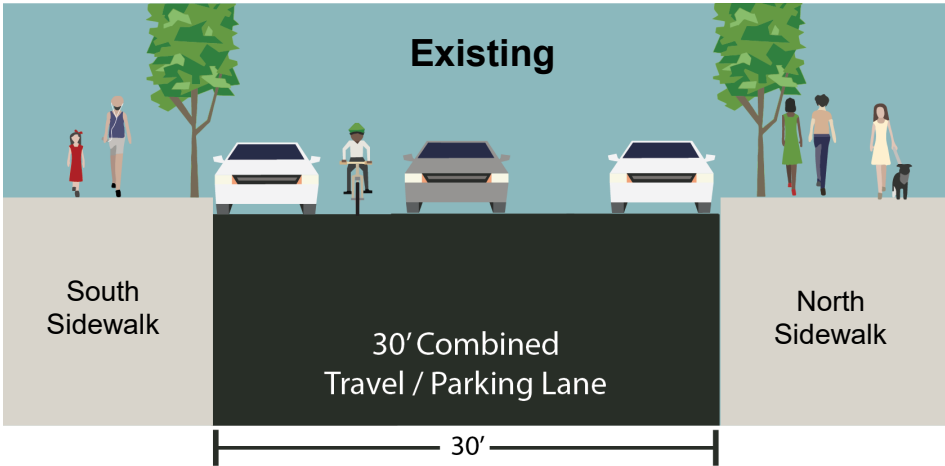 Existing
South
Sidewalk
30’ Combined
Travel / Parking Lane
North
Sidewalk
30’